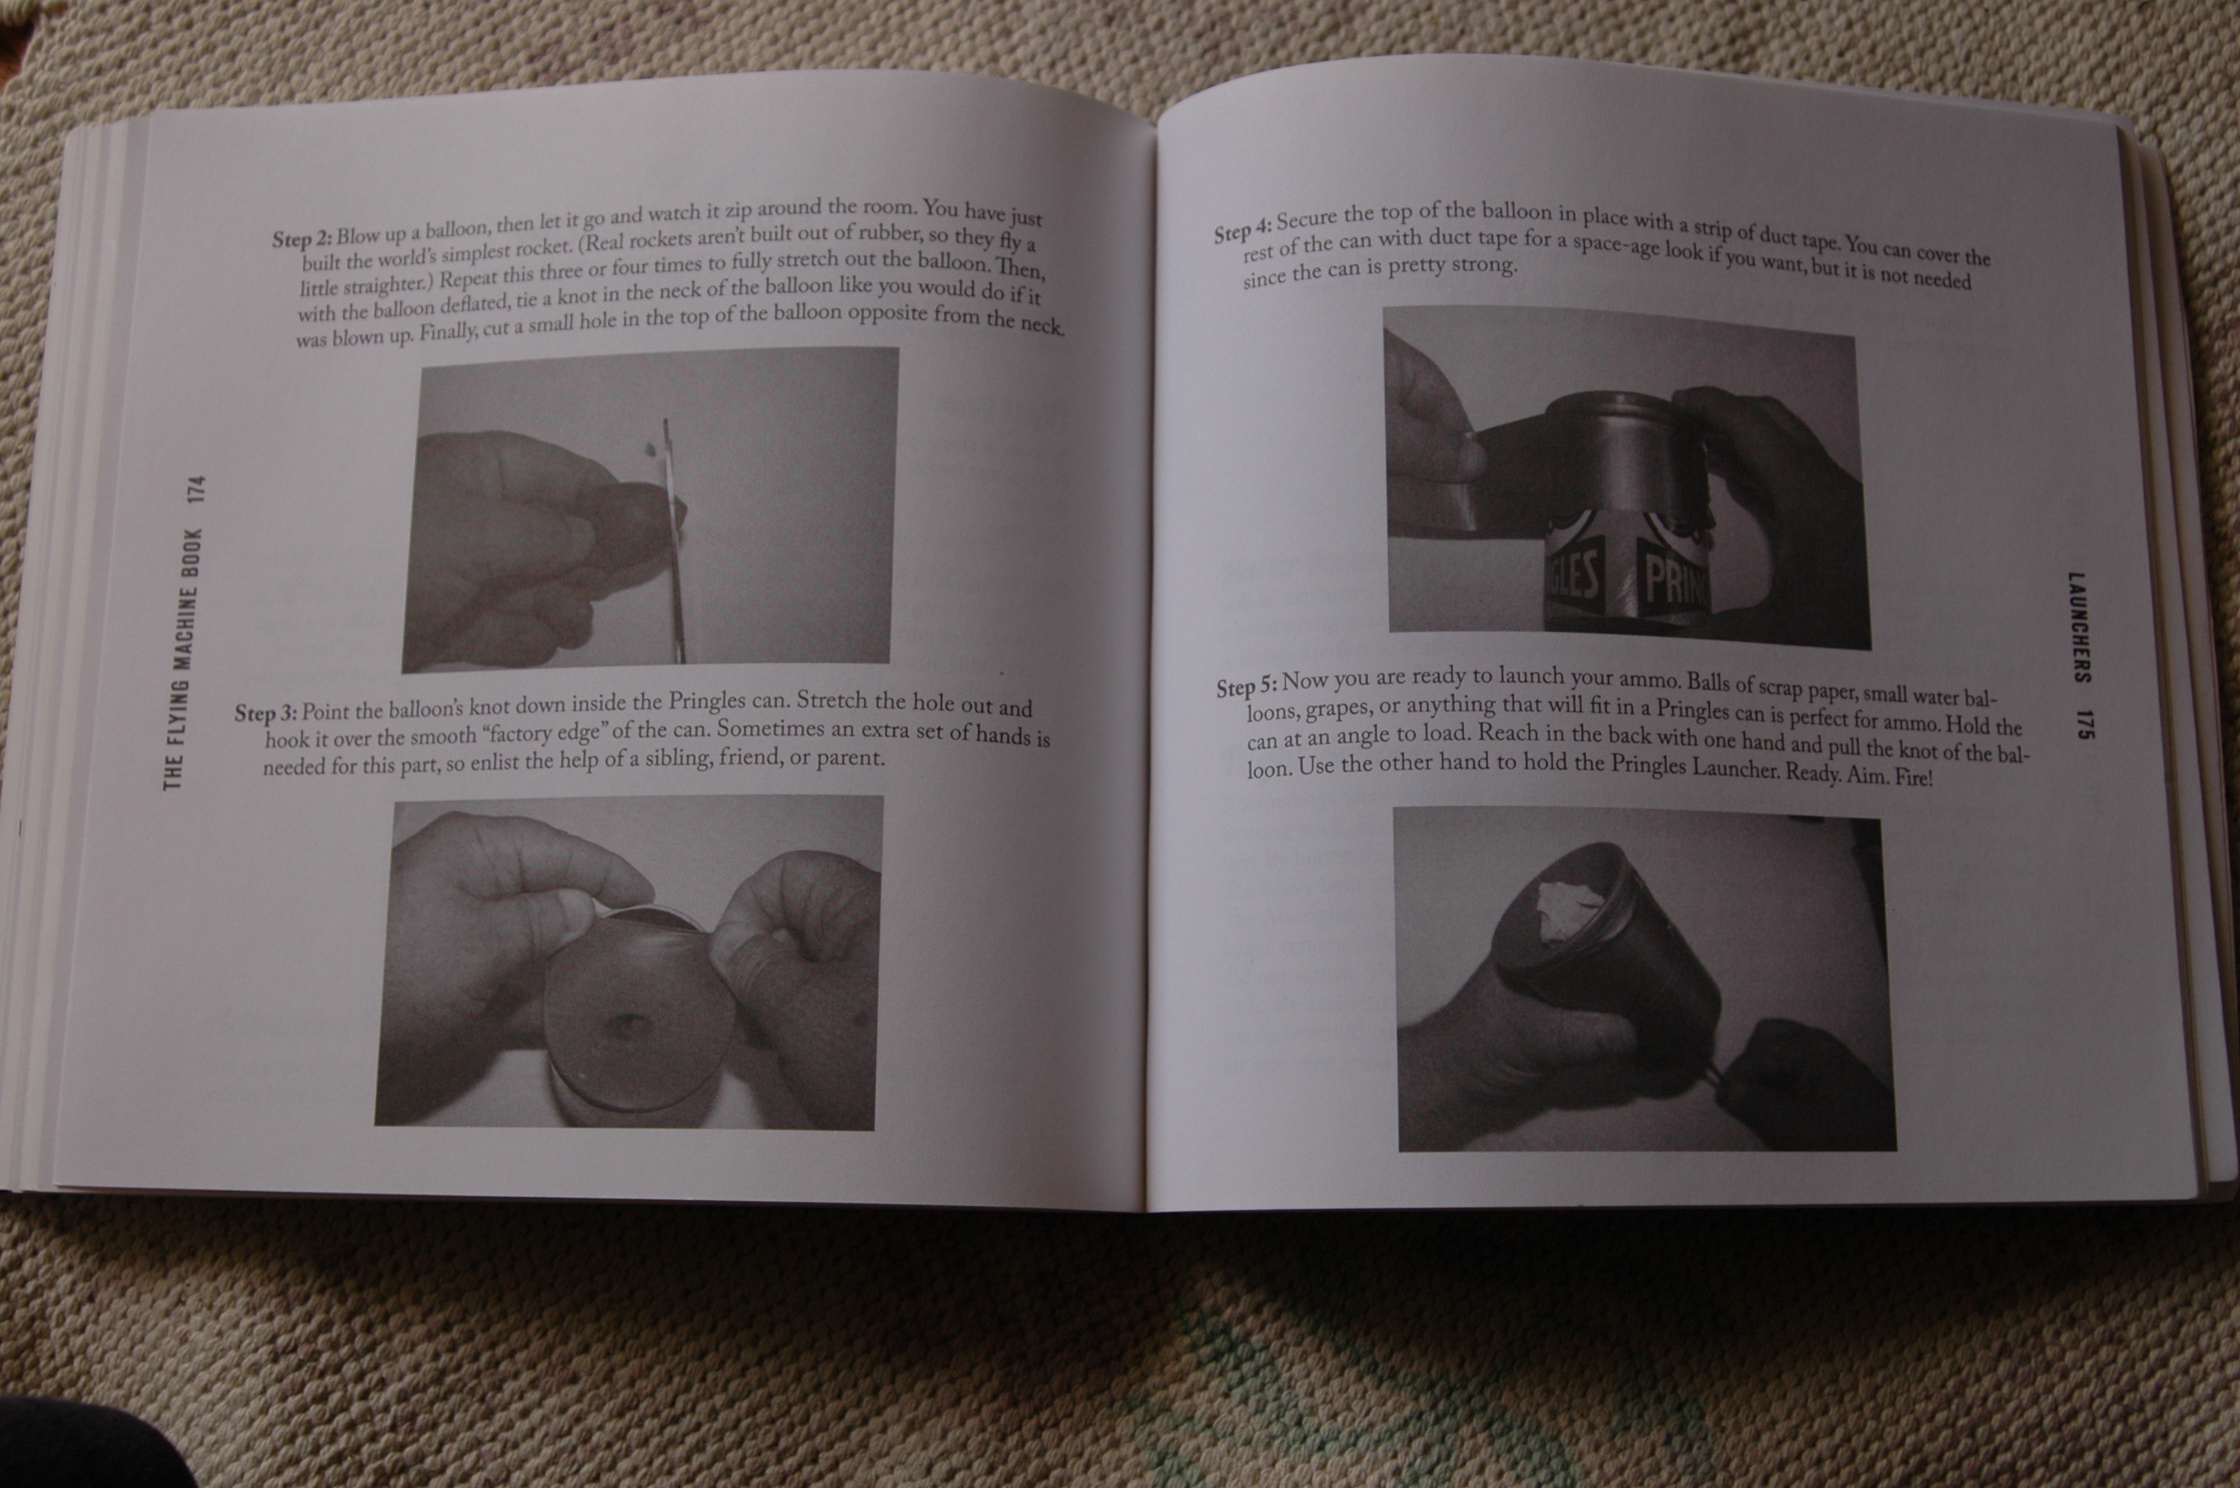 Step 2: Blow up a balloon, then let it go and watch it zip around the room. You have just
built the world's simplest rocket. (Real rockets aren't built out of rubber, so they fly a
little straighter.) Repeat this three or four times to fully stretch out the balloon. Then,
with the balloon deflated, tie a knot in the neck of the balloon like you would do if it
was blown up. Finally, cut a small hole in the top of the balloon opposite from the neck.
Step 3: Point the balloon's knot down inside the Pringles can. Stretch the hole out and
hook it over the smooth “factory edge” of the can. Sometimes an extra set of hands is
needed for this part, so enlist the help of a sibling, friend, or parent.
THE FLYING MACHINE BOOK 174
Step 4: Secure the top of the balloon in place with a strip of duct tape. You can cover the
rest of the can with duct tape for a space-age look if you want, but it is not needed
since the can is pretty strong.
GLES PRIN
Step 5: Now you are ready to launch your ammo. Balls of scrap paper, small water bal-
loons, grapes, or anything that will fit in a Pringles can is perfect for ammo. Hold the
can at an angle to load. Reach in the back with one hand and pull the knot of the bal-
loon. Use the other hand to hold the Pringles Launcher. Ready. Aim. Fire!
LAUNCHERS 175